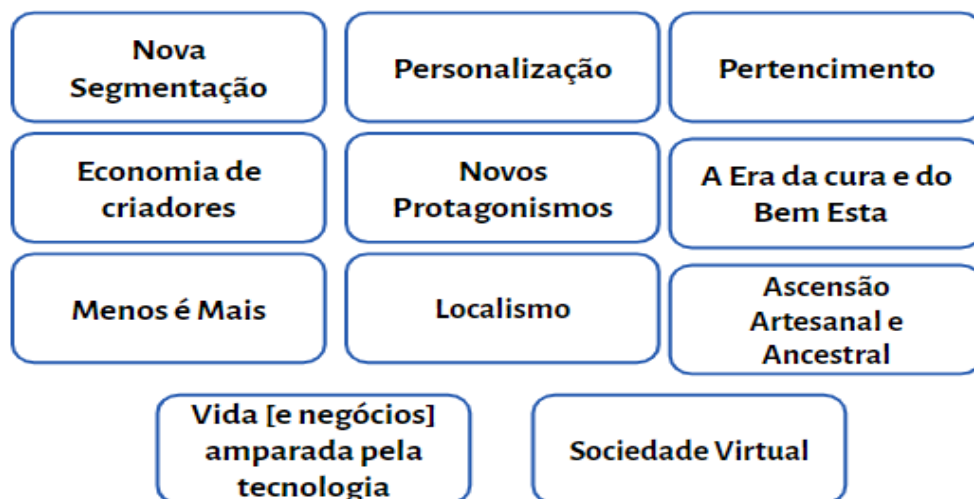 Nova
Segmentação
Personalização
Pertencimento
Economia de
criadores
Novos
Protagonismos
A Era da cura e do
Bem Esta
Menos é Mais
Localismo
Ascensão
Artesanal e
Ancestral
Vida [e negócios]
amparada pela
tecnologia
Sociedade Virtual